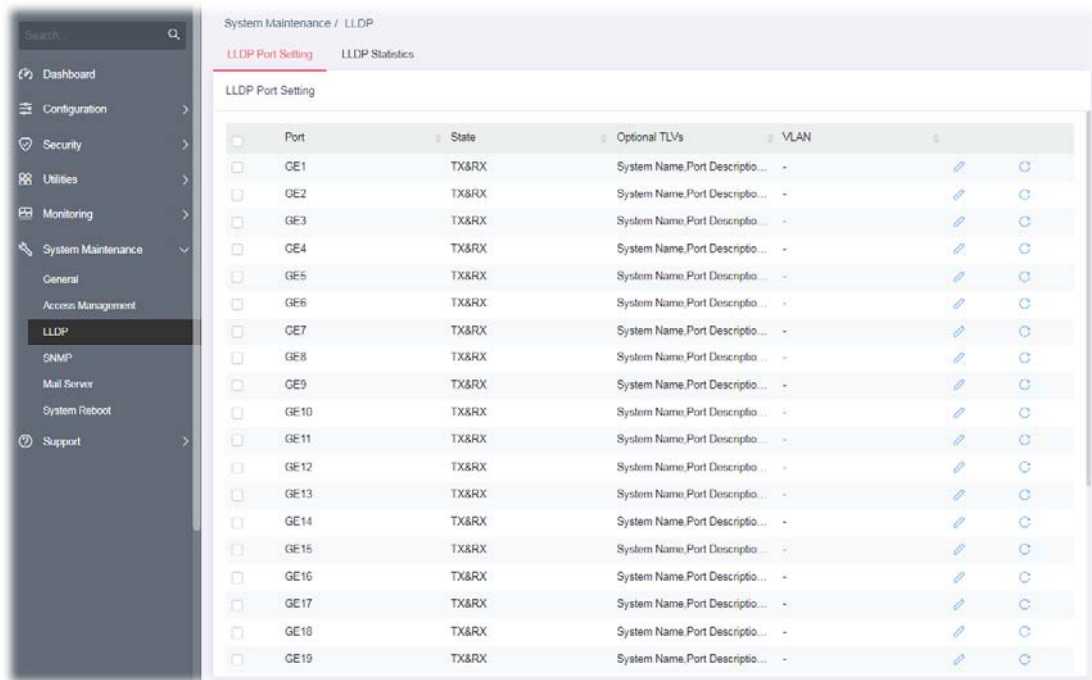 Search...
Dashboard
Configuration
Security
Utilities
Monitoring
System Maintenance
General
Access Management
LLDP
SNMP
Mail Server
System Reboot
Support
System Maintenance / LLDP
LLDP Port Setting LLDP Statistics
LLDP Port Setting
Port State Optional TLVs VLAN
GE1 TX&RX System Name,Port Descriptio... -
GE2 TX&RX System Name,Port Descriptio... -
GE3 TX&RX System Name,Port Descriptio... -
GE4 TX&RX System Name,Port Descriptio... -
GE5 TX&RX System Name,Port Descriptio... -
GE6 TX&RX System Name,Port Descriptio... -
GE7 TX&RX System Name,Port Descriptio... -
GE8 TX&RX System Name,Port Descriptio... -
GE9 TX&RX System Name,Port Descriptio... -
GE10 TX&RX System Name,Port Descriptio... -
GE11 TX&RX System Name,Port Descriptio... -
GE12 TX&RX System Name,Port Descriptio... -
GE13 TX&RX System Name,Port Descriptio... -
GE14 TX&RX System Name,Port Descriptio... -
GE15 TX&RX System Name,Port Descriptio... -
GE16 TX&RX System Name,Port Descriptio... -
GE17 TX&RX System Name,Port Descriptio... -
GE18 TX&RX System Name,Port Descriptio... -
GE19 TX&RX System Name,Port Descriptio... -